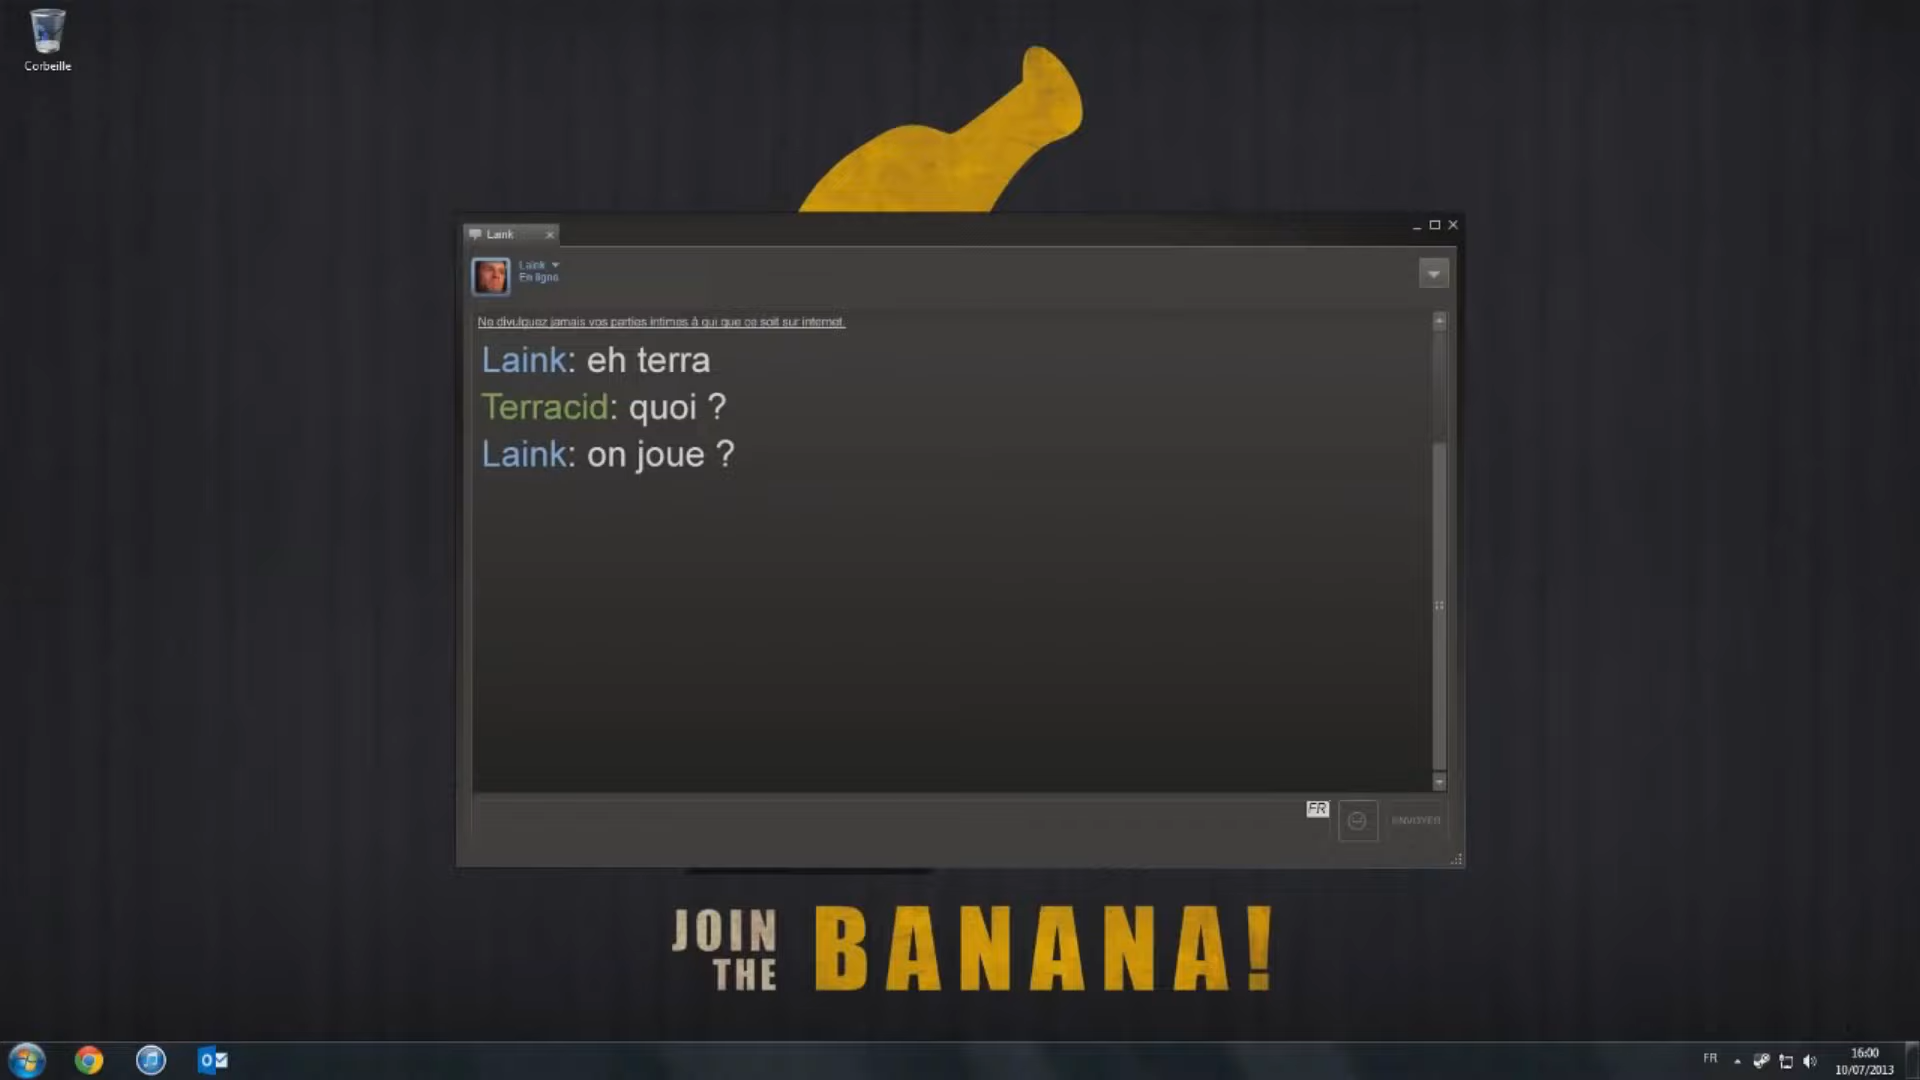 Corbeille
Laink
Laink
En ligne
Ne divulguez jamais vos parties intimes à qui que ce soit sur internet.
Laink: eh terra
Terracid: quoi ?
Laink: on joue ?
FR
ENVOYER
JOIN
THE
BANANA!
FR
16:00
10/07/2013